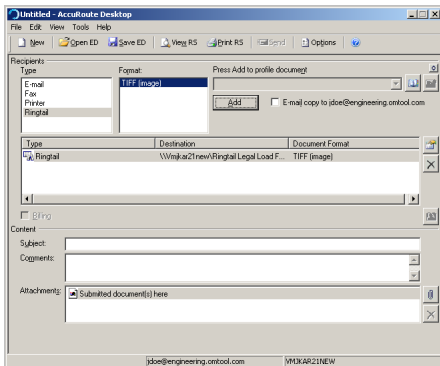 Untitled - AccuRoute Desktop
File Edit View Tools Help
New Open ED Save ED View RS Print RS Send Options
Recipients
Type Format: Press Add to profile document:
E-mail
Fax
Printer
Ringtail
TIFF (image)
Add E-mail copy to jdoe@engineering.omtool.com
Type Destination Document Format
Ringtail \\Vmjkar21new\Ringtail Legal Load F... TIFF (image)
Billing
Content
Subject:
Comments:
Attachments: Submitted document(s) here
jdoe@engineering.omtool.com VMJKAR21NEW